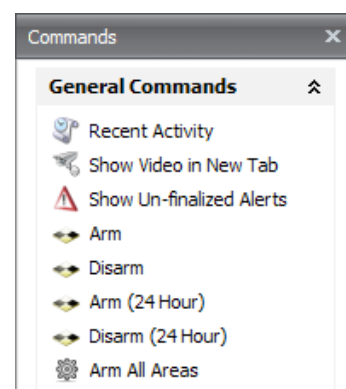 Commands
General Commands
Recent Activity
Show Video in New Tab
Show Un-finalized Alerts
Arm
Disarm
Arm (24 Hour)
Disarm (24 Hour)
Arm All Areas